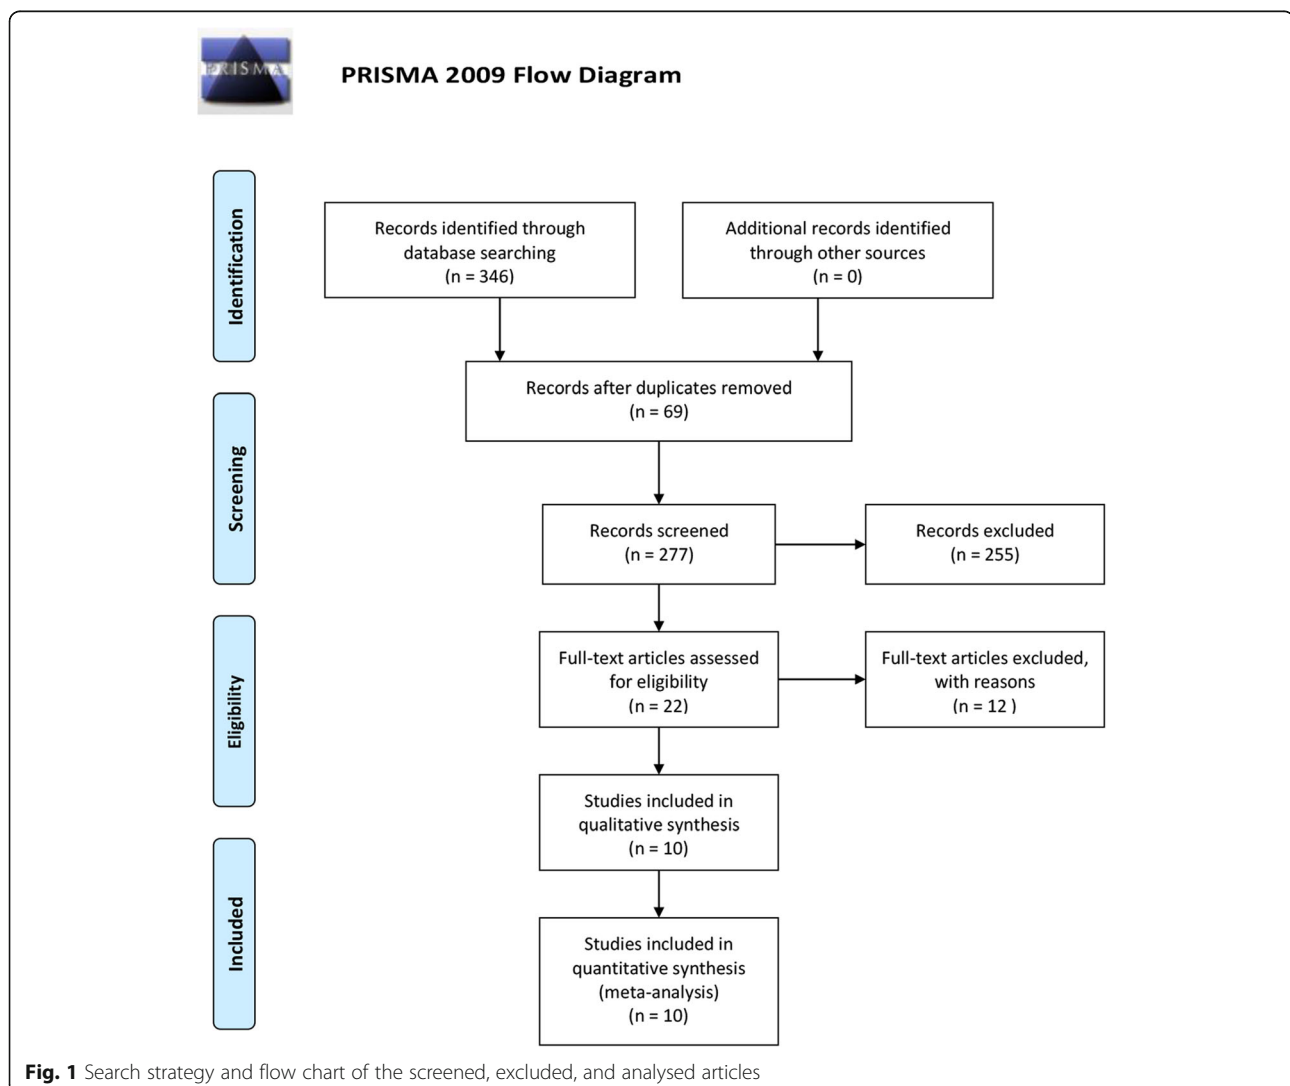 PRISMA
PRISMA 2009 Flow Diagram
Identification
Records identified through
database searching
(n = 346)
Additional records identified
through other sources
(n = 0)
Records after duplicates removed
(n = 69)
Screening
Records screened
(n = 277)
Records excluded
(n = 255)
Eligibility
Full-text articles assessed
for eligibility
(n = 22)
Full-text articles excluded,
with reasons
(n = 12 )
Studies included in
qualitative synthesis
(n = 10)
Included
Studies included in
quantitative synthesis
(meta-analysis)
(n = 10)
Fig. 1 Search strategy and flow chart of the screened, excluded, and analysed articles